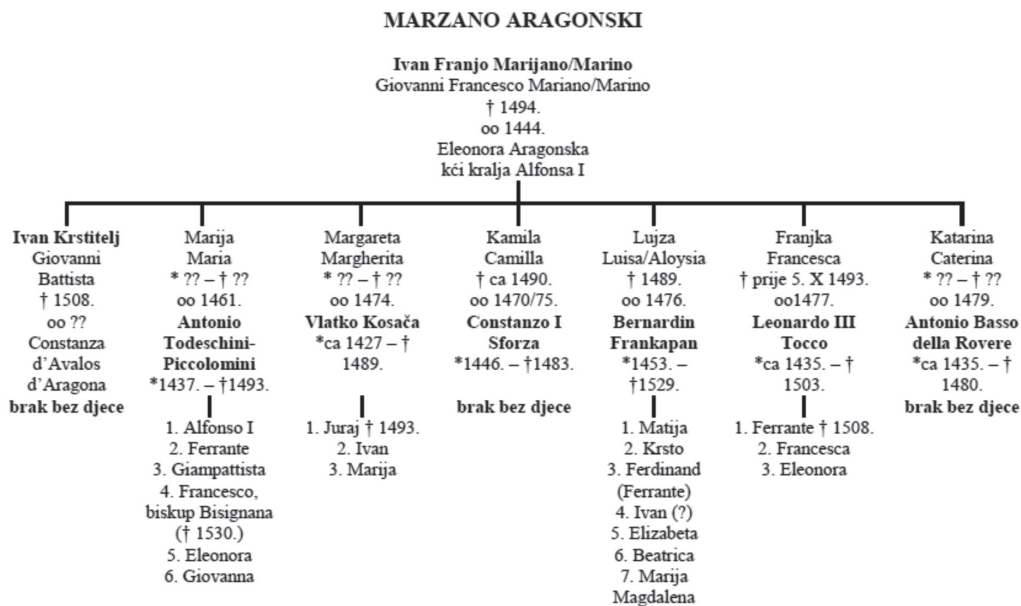 MARZANO ARAGONSKI
Ivan Franjo Marijano/Marino
Giovanni Francesco Mariano/Marino
† 1494.
oo 1444.
Eleonora Aragonska
kći kralja Alfonsa I
Ivan Krstitelj
Giovanni
Battista
† 1508.
oo ??
Constanza
d’Avalos
d’Aragona
brak bez djece
Marija
Maria
* ?? – † ??
oo 1461.
Antonio
Todeschini-
Piccolomini
*1437. – †1493.
1. Alfonso I
2. Ferrante
3. Giampattista
4. Francesco,
biskup Bisignana
(† 1530.)
5. Eleonora
6. Giovanna
Margareta
Margherita
* ?? – † ??
oo 1474.
Vlatko Kosača
*ca 1427 – †
1489.
1. Juraj † 1493.
2. Ivan
3. Marija
Kamila
Camilla
† ca 1490.
oo 1470/75.
Constanzo I
Sforza
*1446. – †1483.
brak bez djece
Lujza
Luisa/Aloysia
† 1489.
oo 1476.
Bernardin
Frankapan
*1453. –
†1529.
1. Matija
2. Krsto
3. Ferdinand
(Ferrante)
4. Ivan (?)
5. Elizabeta
6. Beatrica
7. Marija
Magdalena
Franjka
Francesca
† prije 5. X 1493.
oo1477.
Leonardo III
Tocco
*ca 1435. – †
1503.
1. Ferrante † 1508.
2. Francesca
3. Eleonora
Katarina
Caterina
* ?? – † ??
oo 1479.
Antonio Basso
della Rovere
*ca 1435. – †
1480.
brak bez djece